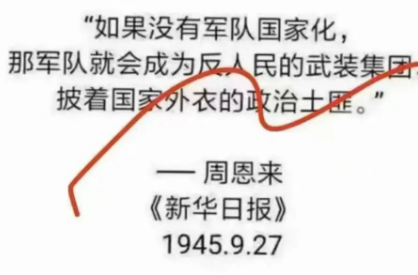 “如果没有军队国家化，
那军队就会成为反人民的武装集团，
披着国家外衣的政治土匪。”
—— 周恩来
《新华日报》
1945.9.27